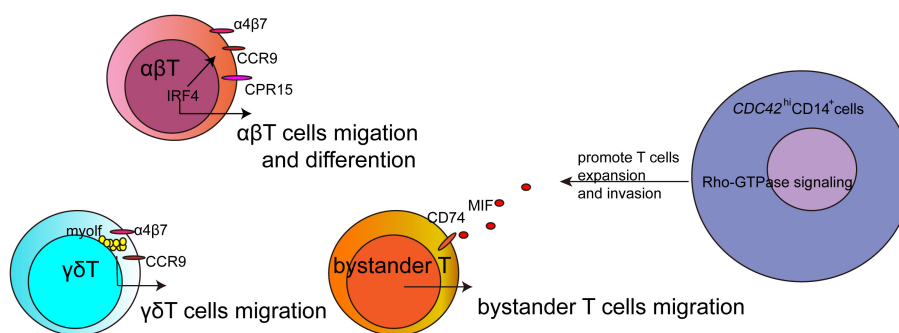 α4β7
αβT
CCR9
IRF4
CPR15
αβT cells migation
and differention
CDC42hiCD14+cells
Rho-GTPase signaling
promote T cells
expansion
and invasion
MIF
CD74
bystander T
bystander T cells migration
myolf
α4β7
γδT
CCR9
γδT cells migration